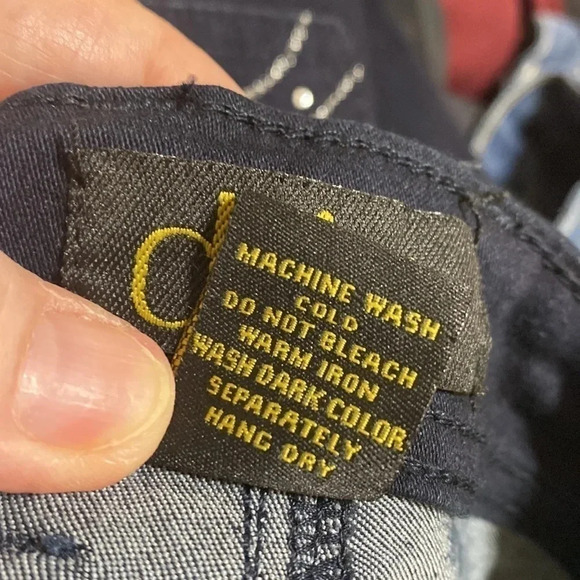 MACHINE WASH
COLD
DO NOT BLEACH
WARM IRON
WASH DARK COLOR
SEPARATELY
HANG DRY